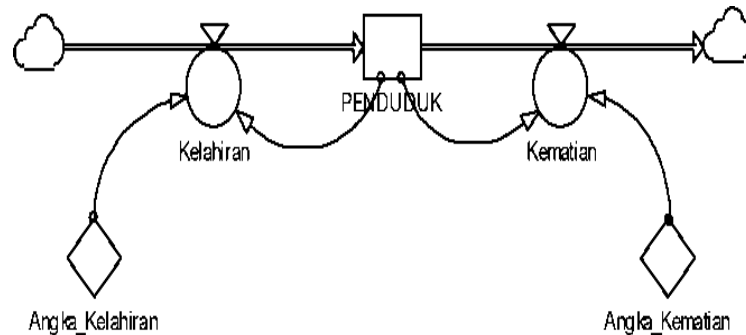 PENDUDUK
Kelahiran
Kematian
Angka_Kelahiran
Angka_Kematian